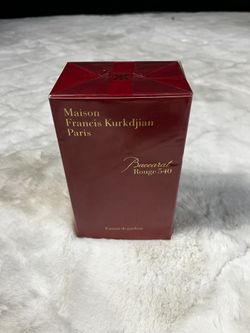 Maison
Francis Kurkdjian
Paris
Baccarat
Rouge 540
Extrait de parfum